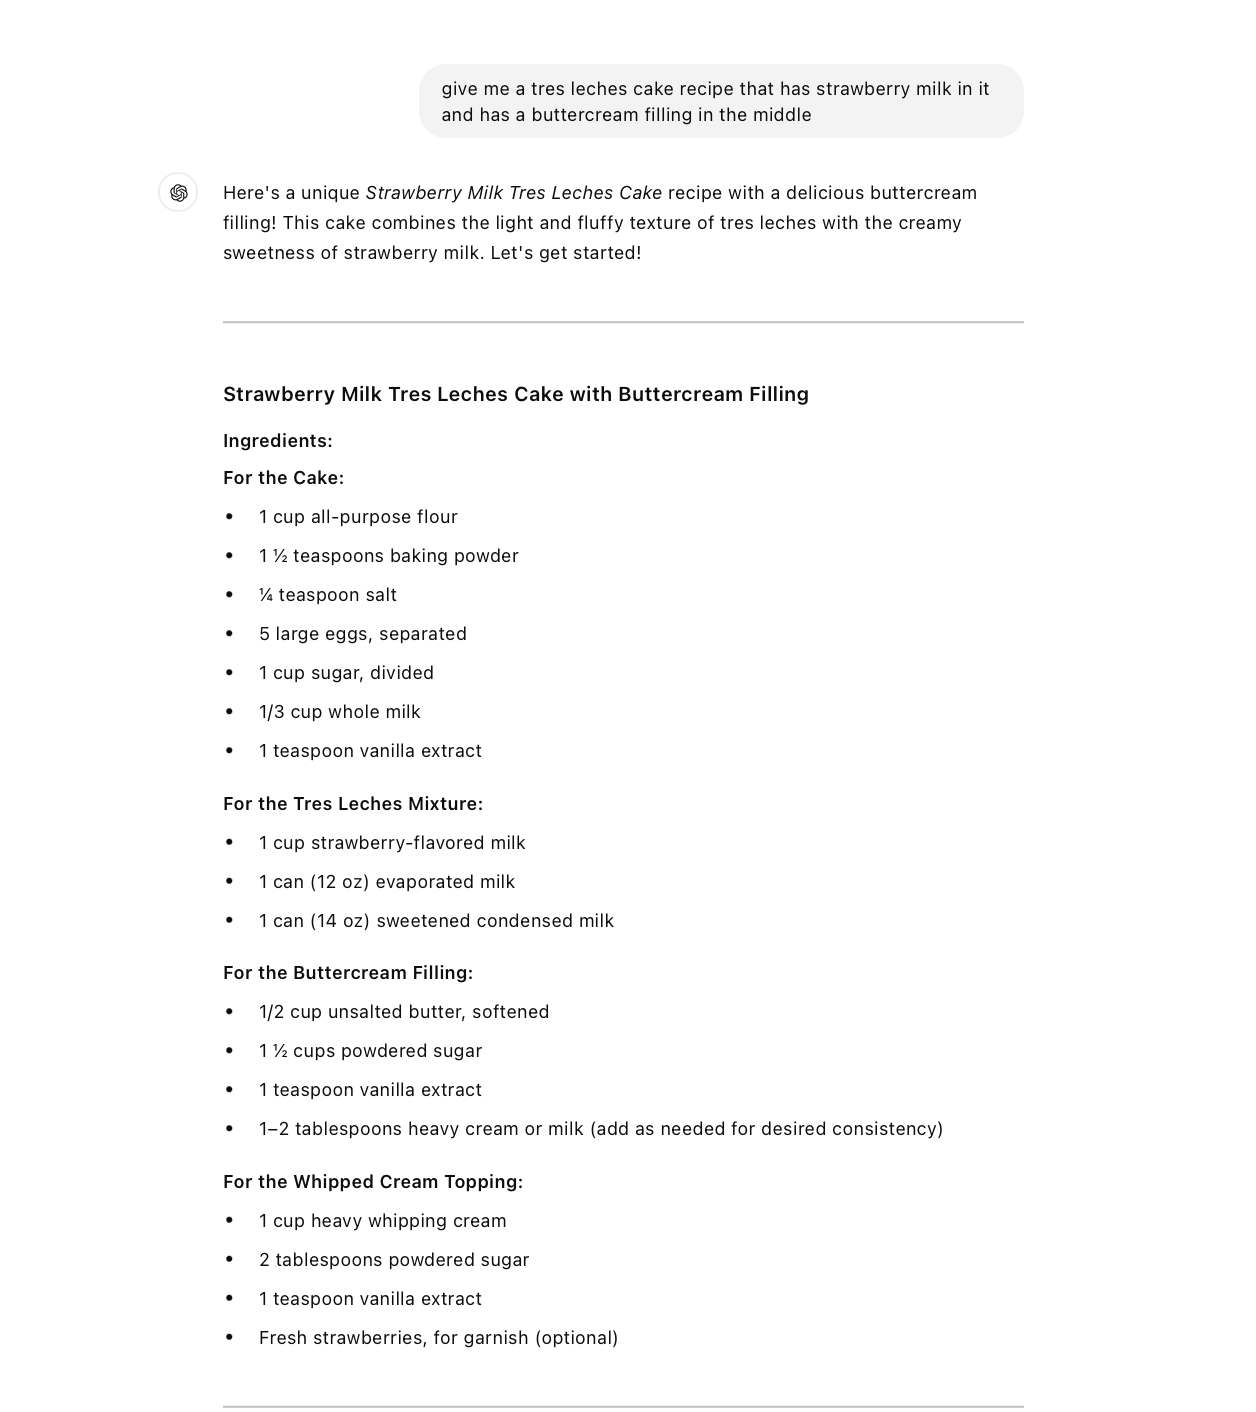 give me a tres leches cake recipe that has strawberry milk in it
and has a buttercream filling in the middle
Here's a unique Strawberry Milk Tres Leches Cake recipe with a delicious buttercream
filling! This cake combines the light and fluffy texture of tres leches with the creamy
sweetness of strawberry milk. Let's get started!
Strawberry Milk Tres Leches Cake with Buttercream Filling
Ingredients:
For the Cake:
• 1 cup all-purpose flour
• 1 ½ teaspoons baking powder
• ¼ teaspoon salt
• 5 large eggs, separated
• 1 cup sugar, divided
• 1/3 cup whole milk
• 1 teaspoon vanilla extract
For the Tres Leches Mixture:
• 1 cup strawberry-flavored milk
• 1 can (12 oz) evaporated milk
• 1 can (14 oz) sweetened condensed milk
For the Buttercream Filling:
• 1/2 cup unsalted butter, softened
• 1 ½ cups powdered sugar
• 1 teaspoon vanilla extract
• 1–2 tablespoons heavy cream or milk (add as needed for desired consistency)
For the Whipped Cream Topping:
• 1 cup heavy whipping cream
• 2 tablespoons powdered sugar
• 1 teaspoon vanilla extract
• Fresh strawberries, for garnish (optional)